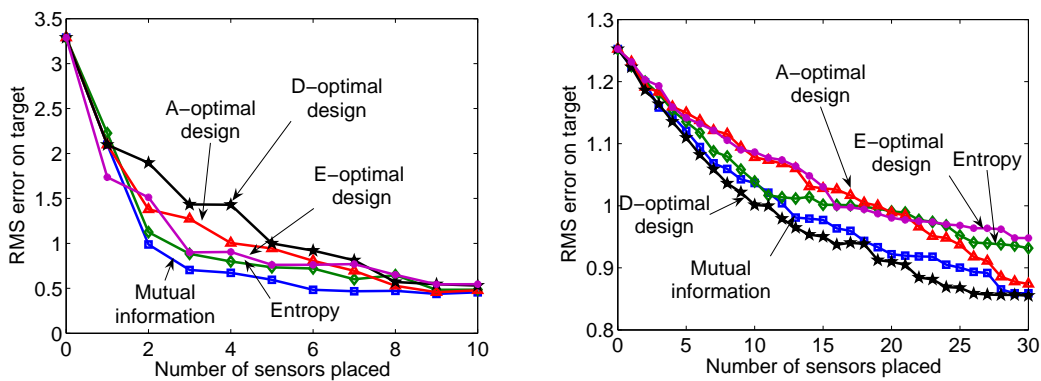 RMS error on target
3.5
3
2.5
2
1.5
1
0.5
0
0 2 4 6 8 10
Number of sensors placed
A−optimal
design
D−optimal
design
E−optimal
design
Mutual
information
Entropy
RMS error on target
1.3
1.2
1.1
1
0.9
0.8
0 5 10 15 20 25 30
Number of sensors placed
A−optimal
design
E−optimal
design
Entropy
D−optimal
design
Mutual
information